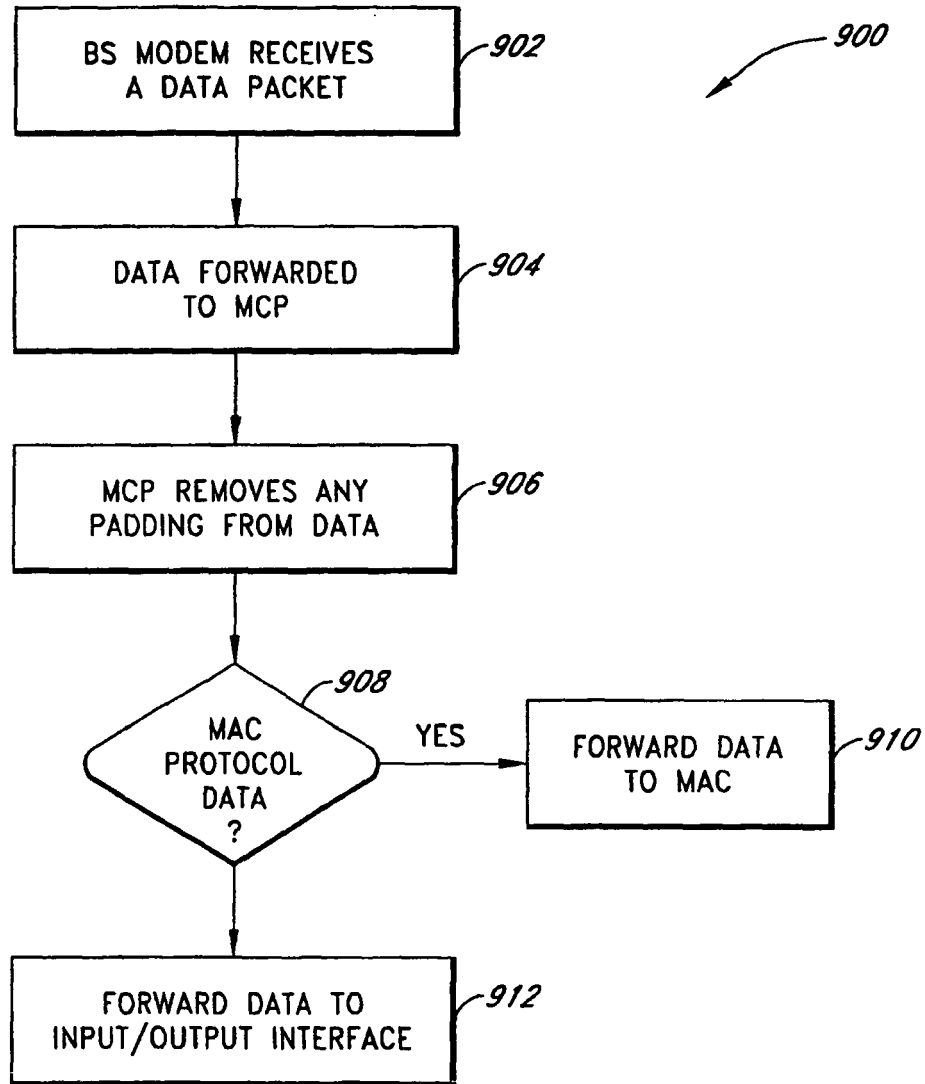 BS MODEM RECEIVES
A DATA PACKET
902
900
DATA FORWARDED
TO MCP
904
MCP REMOVES ANY
PADDING FROM DATA
906
908
MAC
PROTOCOL
DATA
?
YES
FORWARD DATA
TO MAC
910
FORWARD DATA TO
INPUT/OUTPUT INTERFACE
912